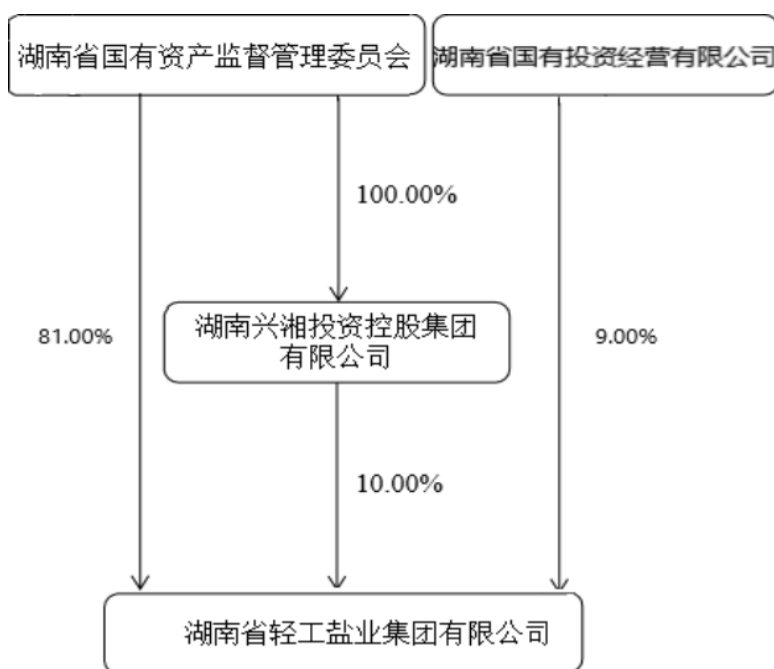 湖南省国有资产监督管理委员会
湖南省国有投资经营有限公司
100.00%
湖南兴湘投资控股集团
有限公司
81.00%
9.00%
10.00%
湖南省轻工盐业集团有限公司